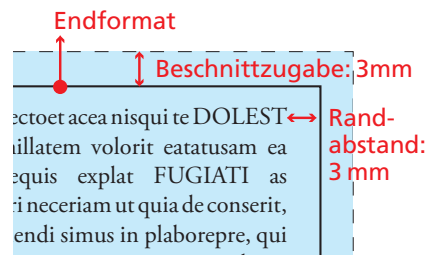 Endformat
Beschnittzugabe: 3mm
ectoet acea nisqui te DOLEST
illatem volorit eatatusam ea
equis explat FUGIATI as
ri neceriam ut quia de conserit,
endi simus in plaborepre, qui
Rand-
abstand:
3 mm